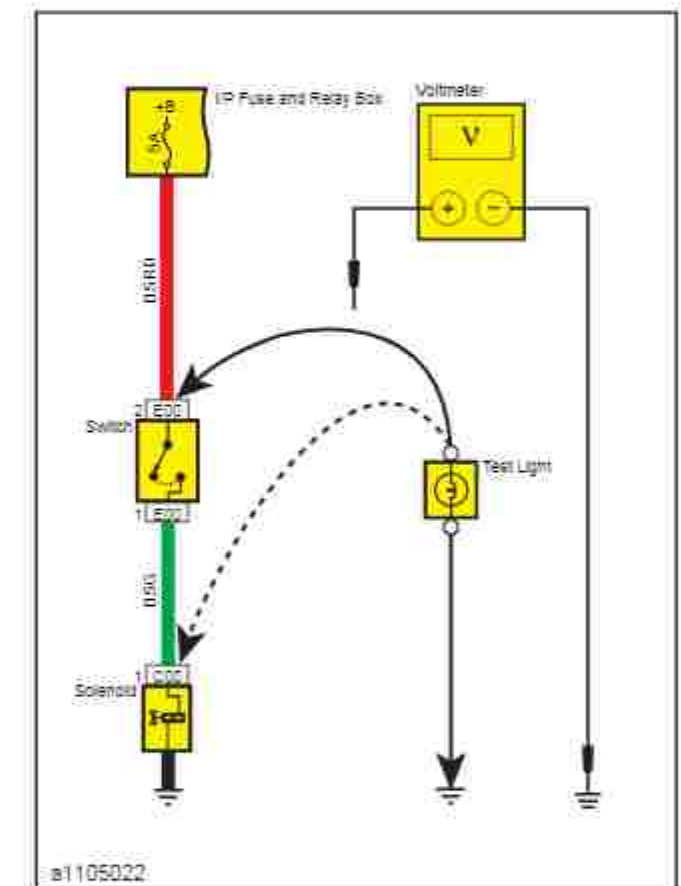 I/P Fuse and Relay Box
Voltmeter
+B
5A
V
+ −
0.5RD
2 E00
Switch
Test Light
1 E00
0.5G
1 C00
Solenoid
a1105022